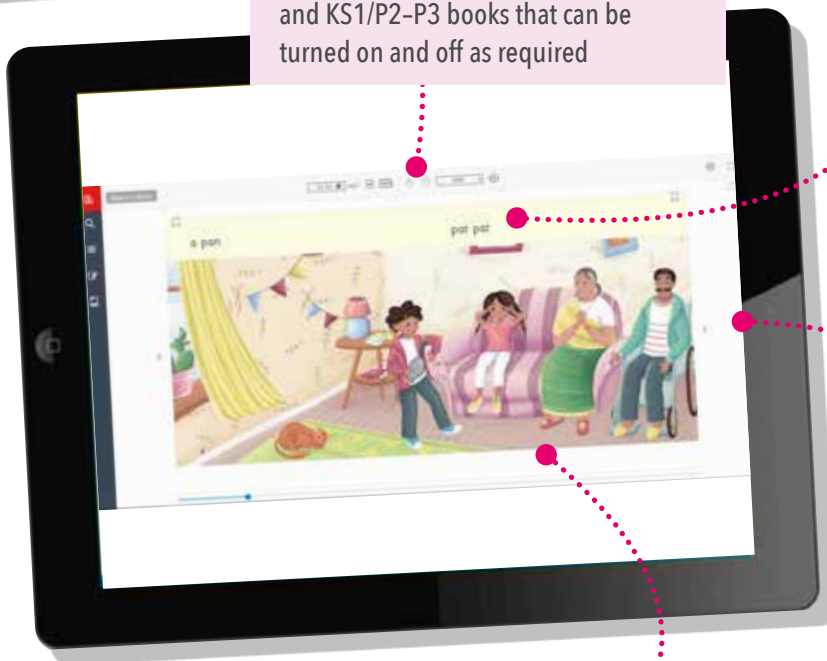 and KS1/P2–P3 books that can be
turned on and off as required
a pan
pat pat